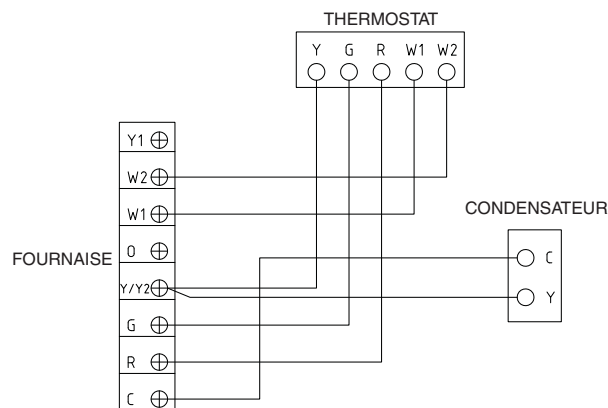 THERMOSTAT
Y G R W1 W2
Y1
W2
W1
CONDENSATEUR
O
FOURNAISE
C
Y/Y2
Y
G
R
C